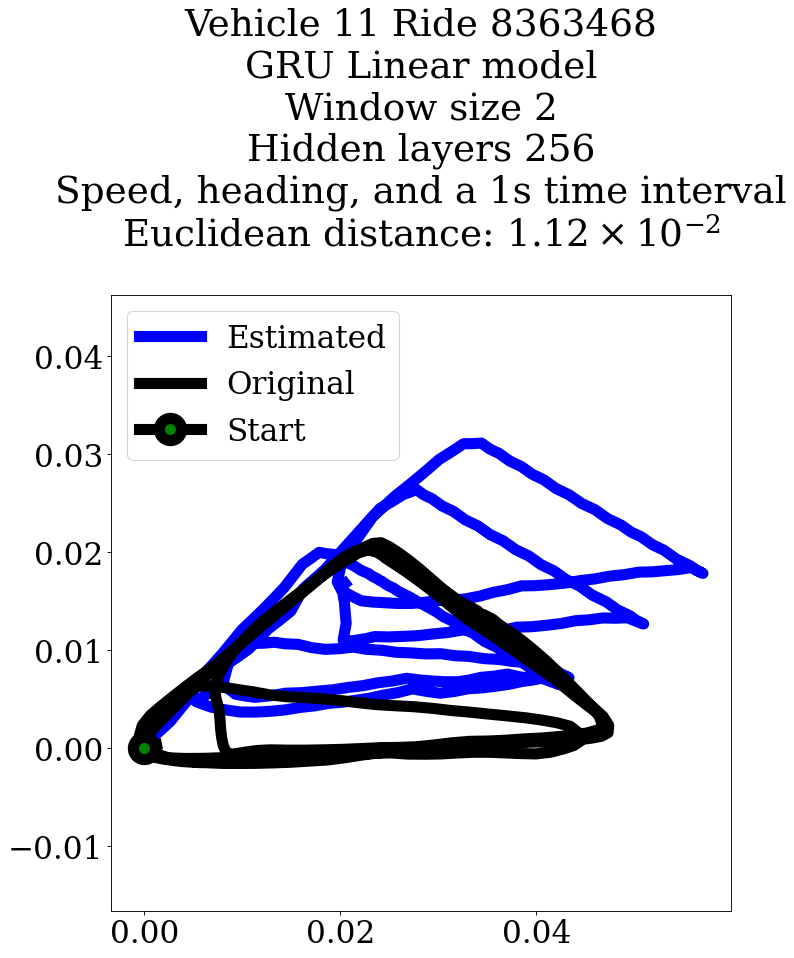 Vehicle 11 Ride 8363468
GRU Linear model
Window size 2
Hidden layers 256
Speed, heading, and a 1s time interval
Euclidean distance: 1.12 × 10⁻²
Estimated
Original
Start
0.04
0.03
0.02
0.01
0.00
−0.01
0.00 0.02 0.04